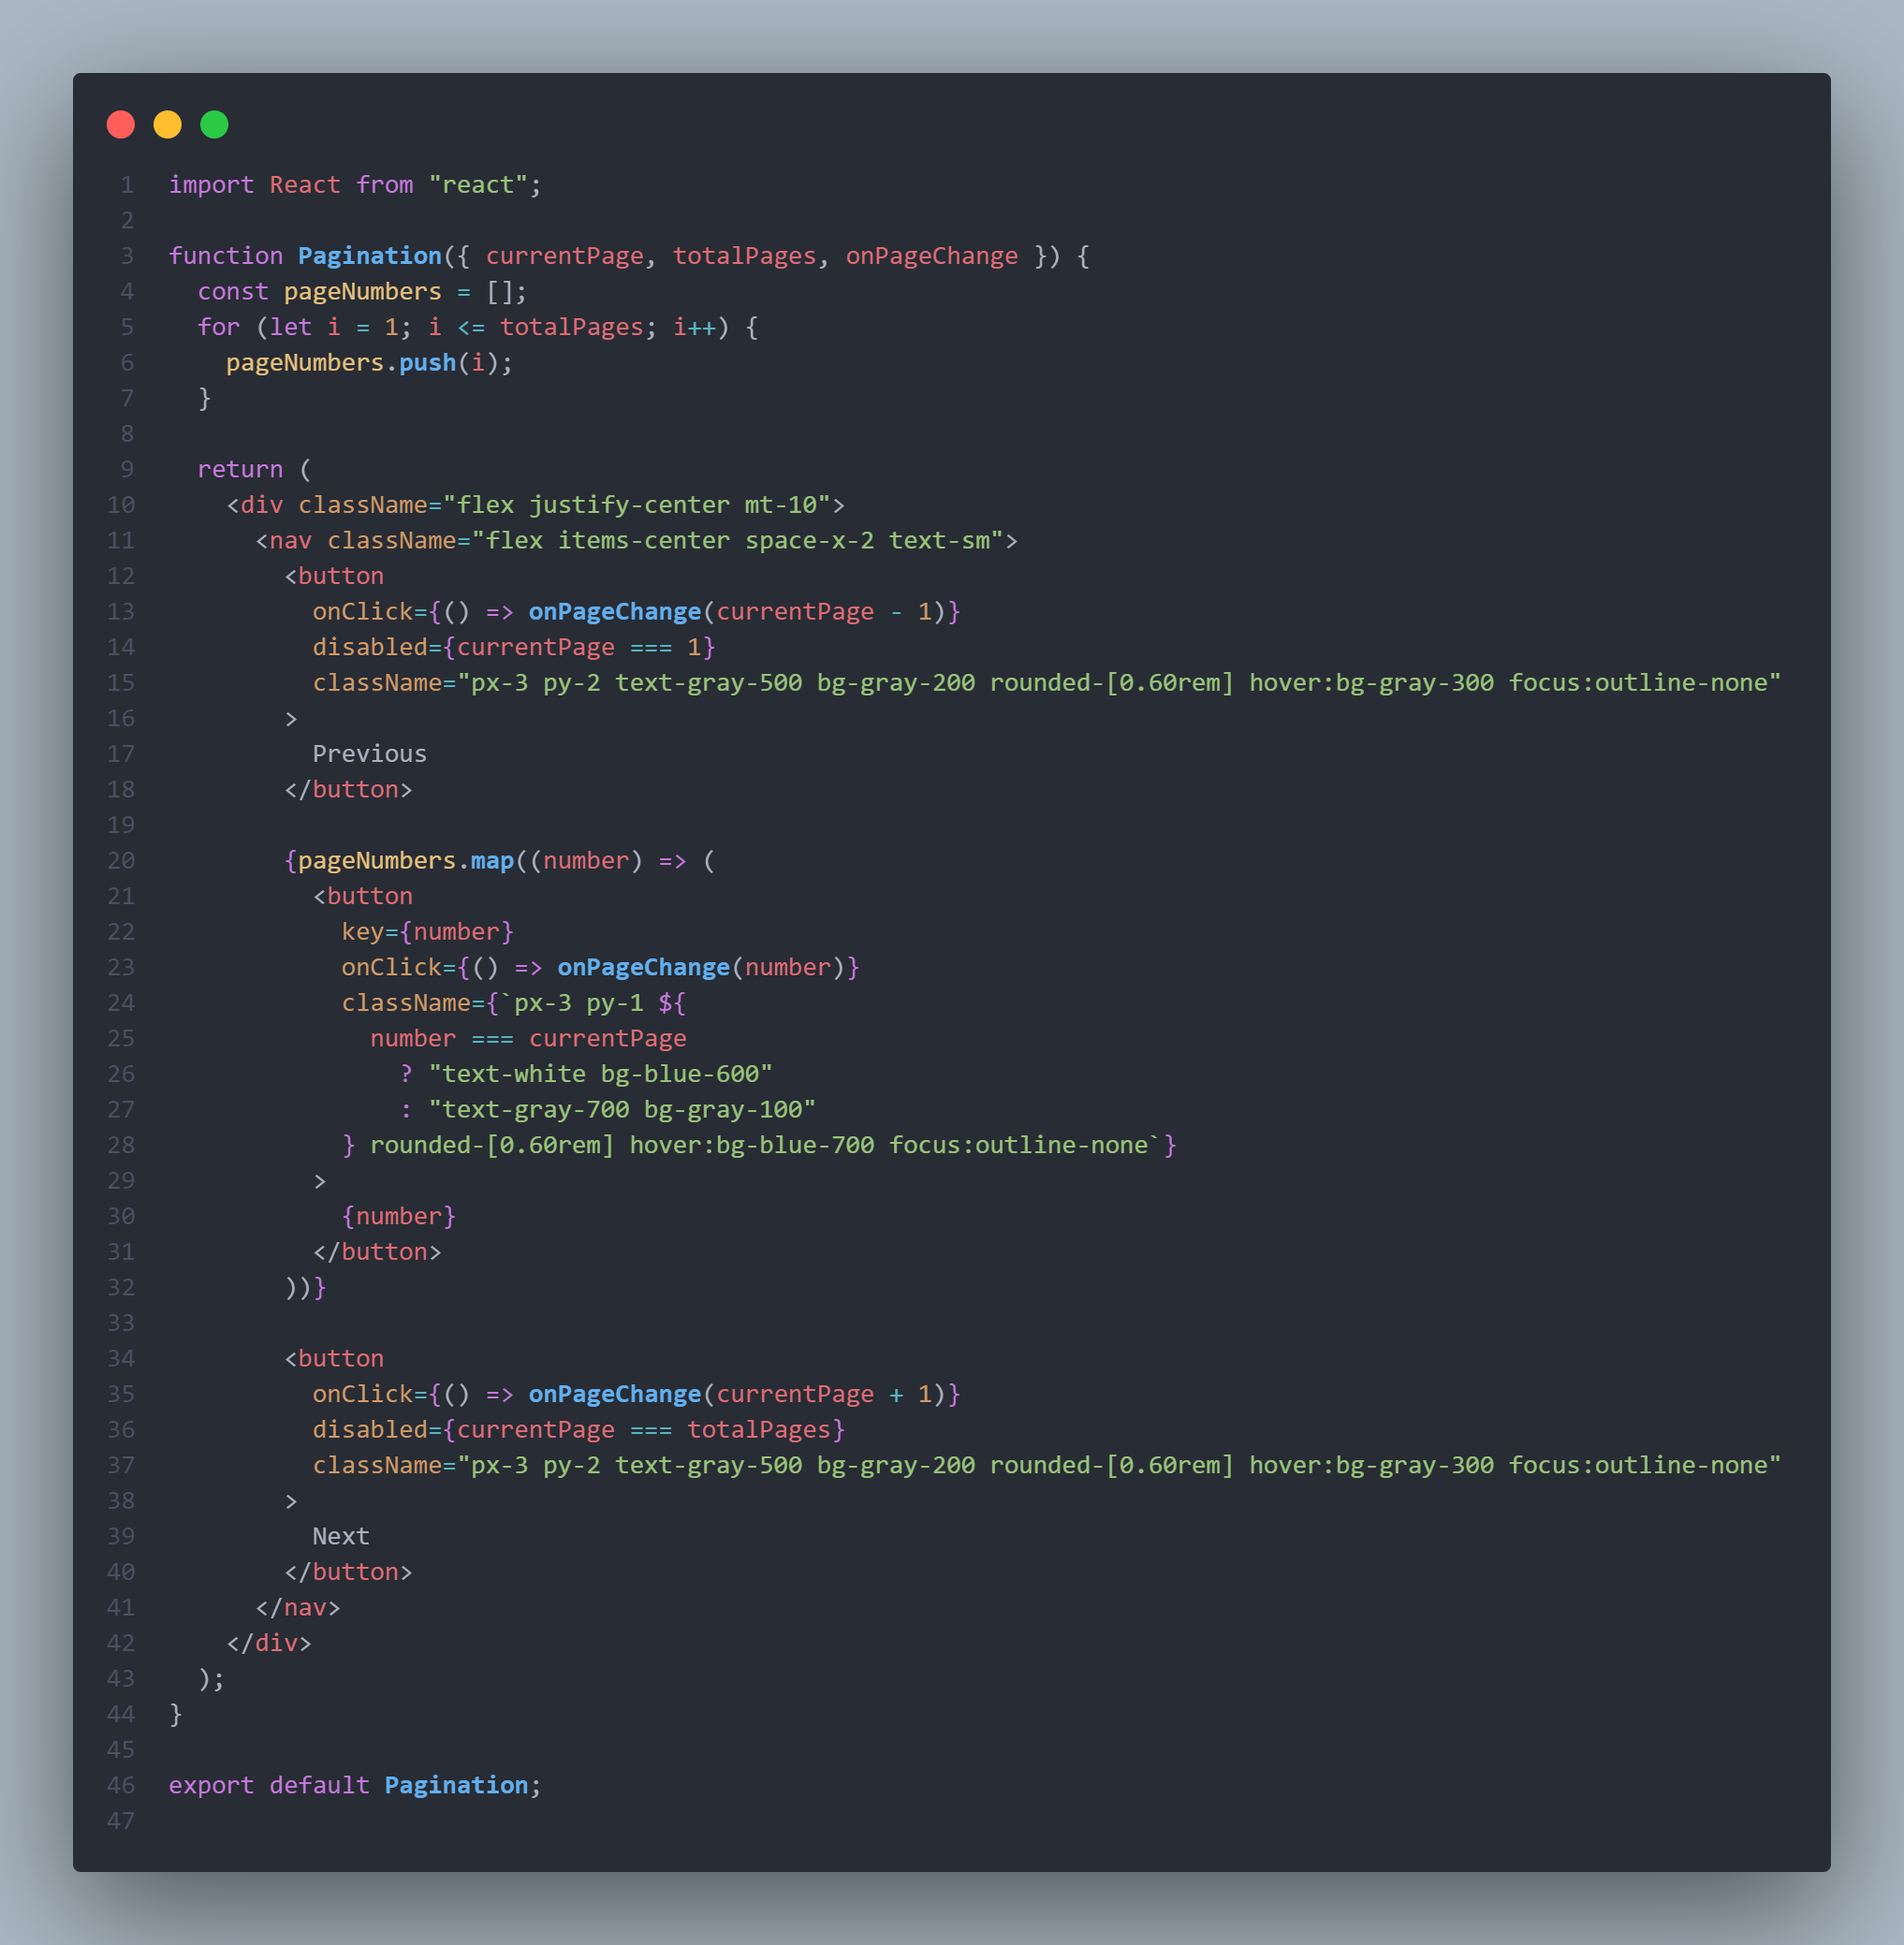 1 import React from "react";
2
3 function Pagination({ currentPage, totalPages, onPageChange }) {
4   const pageNumbers = [];
5   for (let i = 1; i <= totalPages; i++) {
6     pageNumbers.push(i);
7   }
8
9   return (
10     <div className="flex justify-center mt-10">
11       <nav className="flex items-center space-x-2 text-sm">
12         <button
13           onClick={() => onPageChange(currentPage - 1)}
14           disabled={currentPage === 1}
15           className="px-3 py-2 text-gray-500 bg-gray-200 rounded-[0.60rem] hover:bg-gray-300 focus:outline-none"
16         >
17           Previous
18         </button>
19
20         {pageNumbers.map((number) => (
21           <button
22             key={number}
23             onClick={() => onPageChange(number)}
24             className={`px-3 py-1 ${
25               number === currentPage
26                 ? "text-white bg-blue-600"
27                 : "text-gray-700 bg-gray-100"
28             } rounded-[0.60rem] hover:bg-blue-700 focus:outline-none`}
29           >
30             {number}
31           </button>
32         ))}
33
34         <button
35           onClick={() => onPageChange(currentPage + 1)}
36           disabled={currentPage === totalPages}
37           className="px-3 py-2 text-gray-500 bg-gray-200 rounded-[0.60rem] hover:bg-gray-300 focus:outline-none"
38         >
39           Next
40         </button>
41       </nav>
42     </div>
43   );
44 }
45
46 export default Pagination;
47